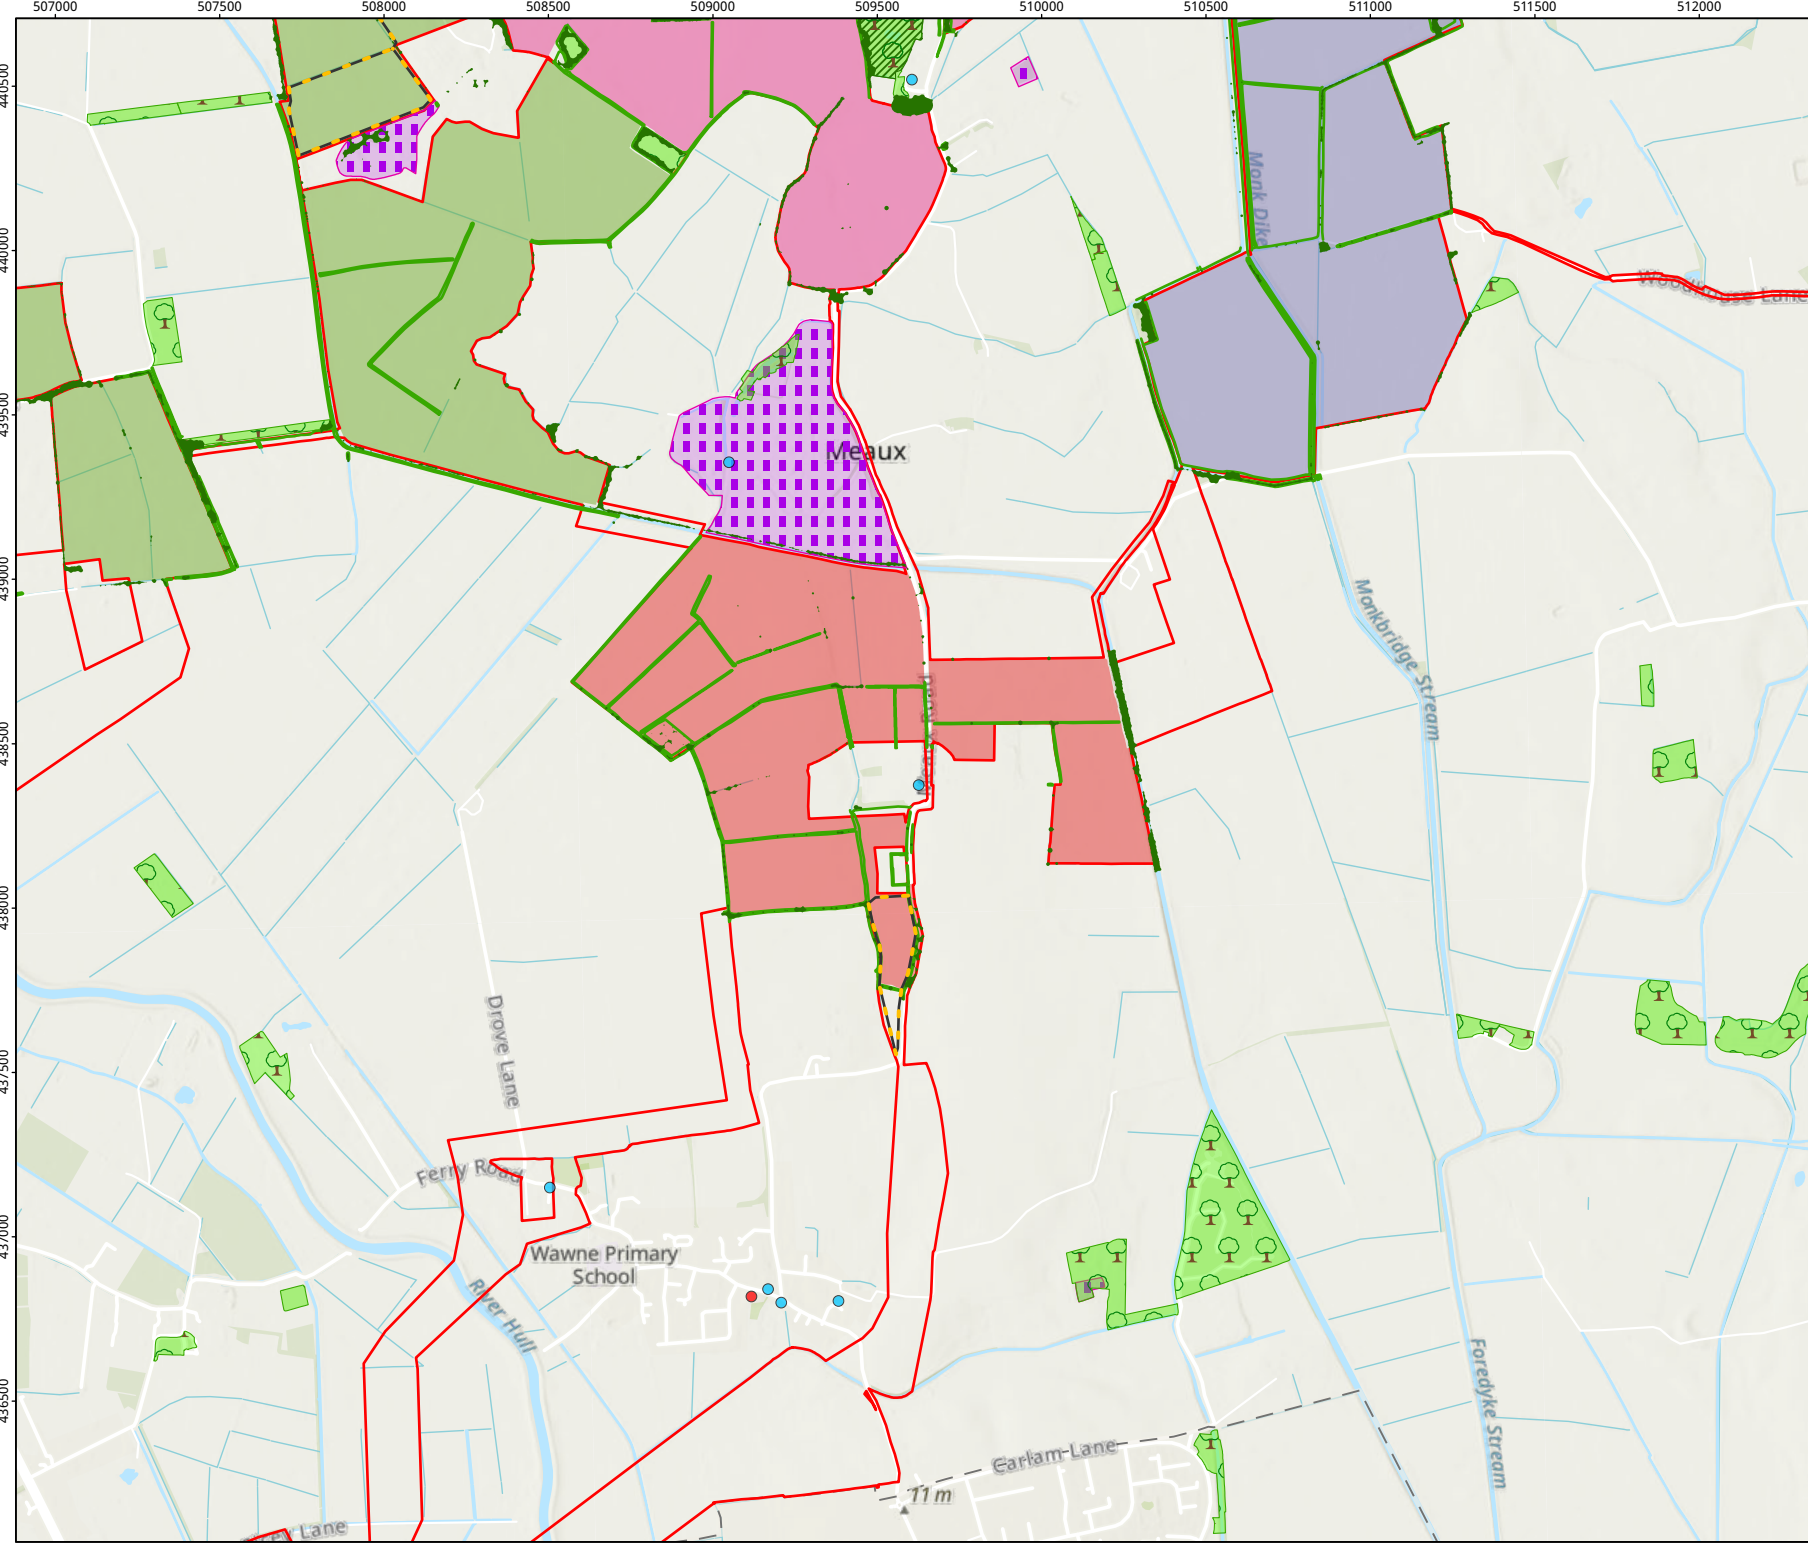 507000 507500 508000 508500 509000 509500 510000 510500 511000 511500 512000
440500
440000
439500
439000
438500
438000
437500
437000
436500
Monk Dike
Woodhouse Lane
Meaux
Monkbridge Stream
Drove Lane
Ferry Road
Wawne Primary
School
River Hull
Foredyke Stream
Carlam Lane
11 m
Lane